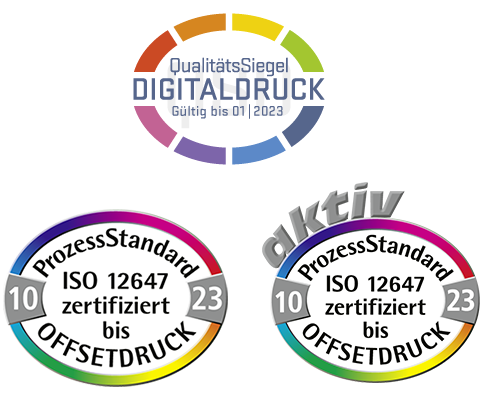 QualitätsSiegel
DIGITALDRUCK
Gültig bis 01|2023
ProzessStandard
ISO 12647
10 zertifiziert 23
bis
OFFSETDRUCK
aktiv
ProzessStandard
ISO 12647
10 zertifiziert 23
bis
OFFSETDRUCK